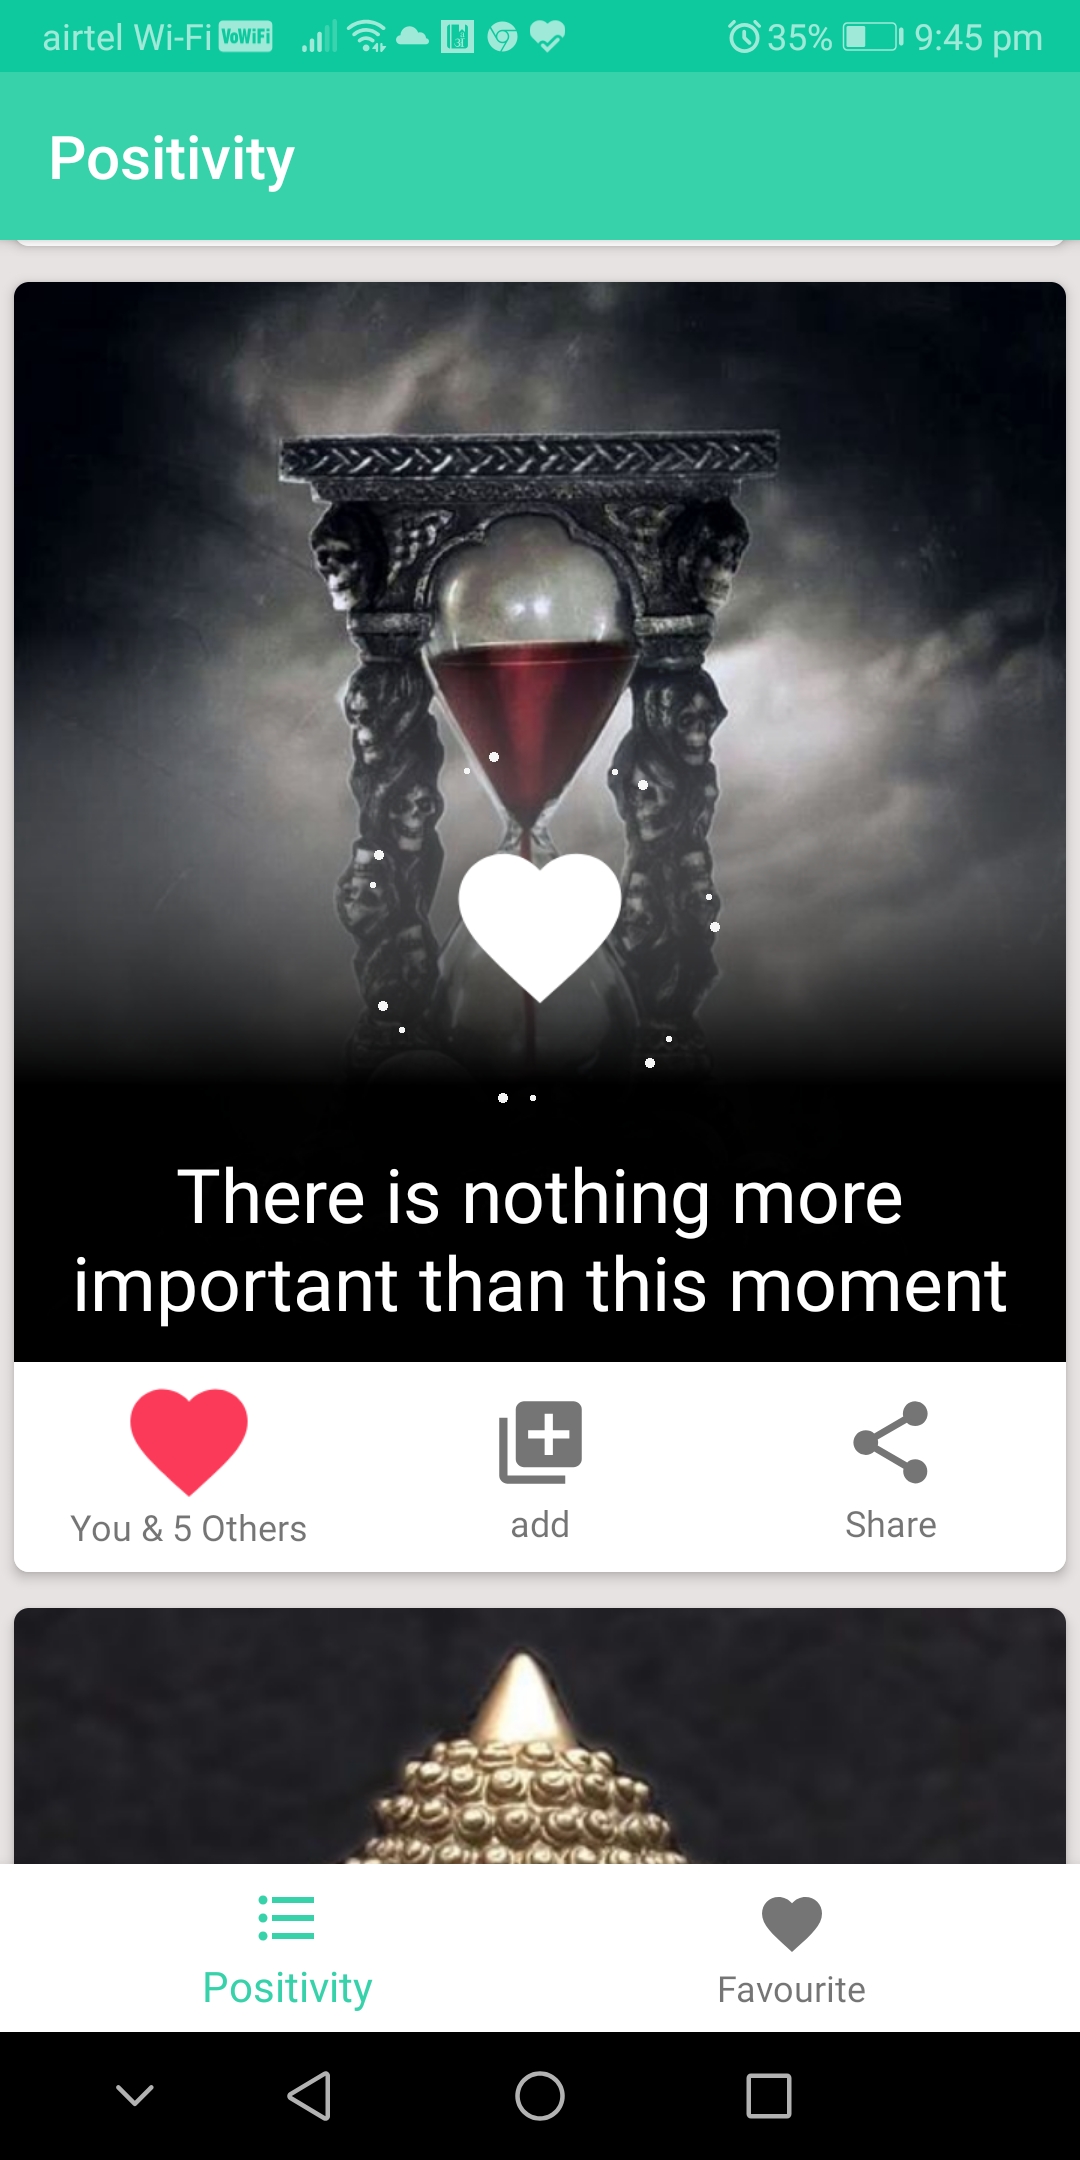 airtel Wi-Fi VoWiFi 35% 9:45 pm
Positivity
There is nothing more
important than this moment
You & 5 Others add Share
Positivity Favourite